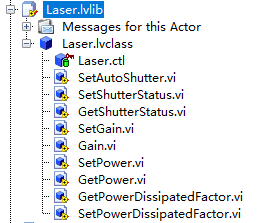 Laser.lvlib
Messages for this Actor
Laser.lvclass
Laser.ctl
SetAutoShutter.vi
SetShutterStatus.vi
GetShutterStatus.vi
SetGain.vi
Gain.vi
SetPower.vi
GetPower.vi
GetPowerDissipatedFactor.vi
SetPowerDissipatedFactor.vi